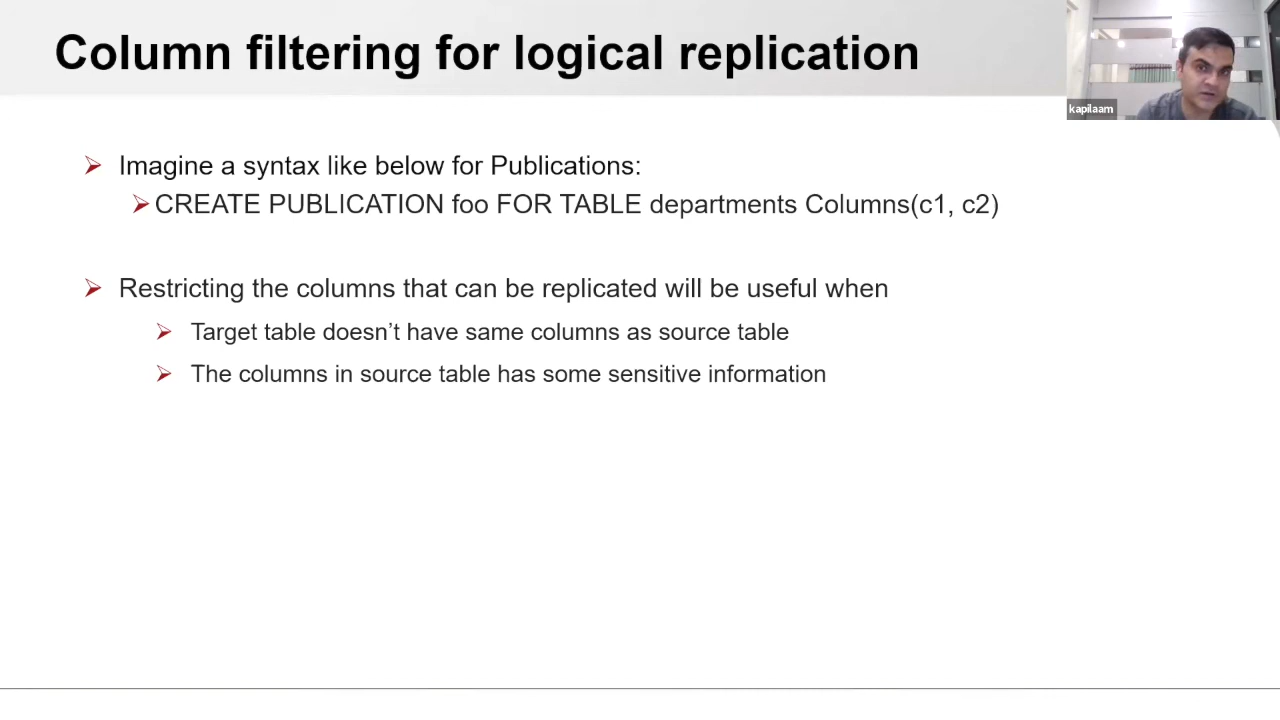 Column filtering for logical replication
kapilaam
Imagine a syntax like below for Publications:
CREATE PUBLICATION foo FOR TABLE departments Columns(c1, c2)
Restricting the columns that can be replicated will be useful when
Target table doesn’t have same columns as source table
The columns in source table has some sensitive information